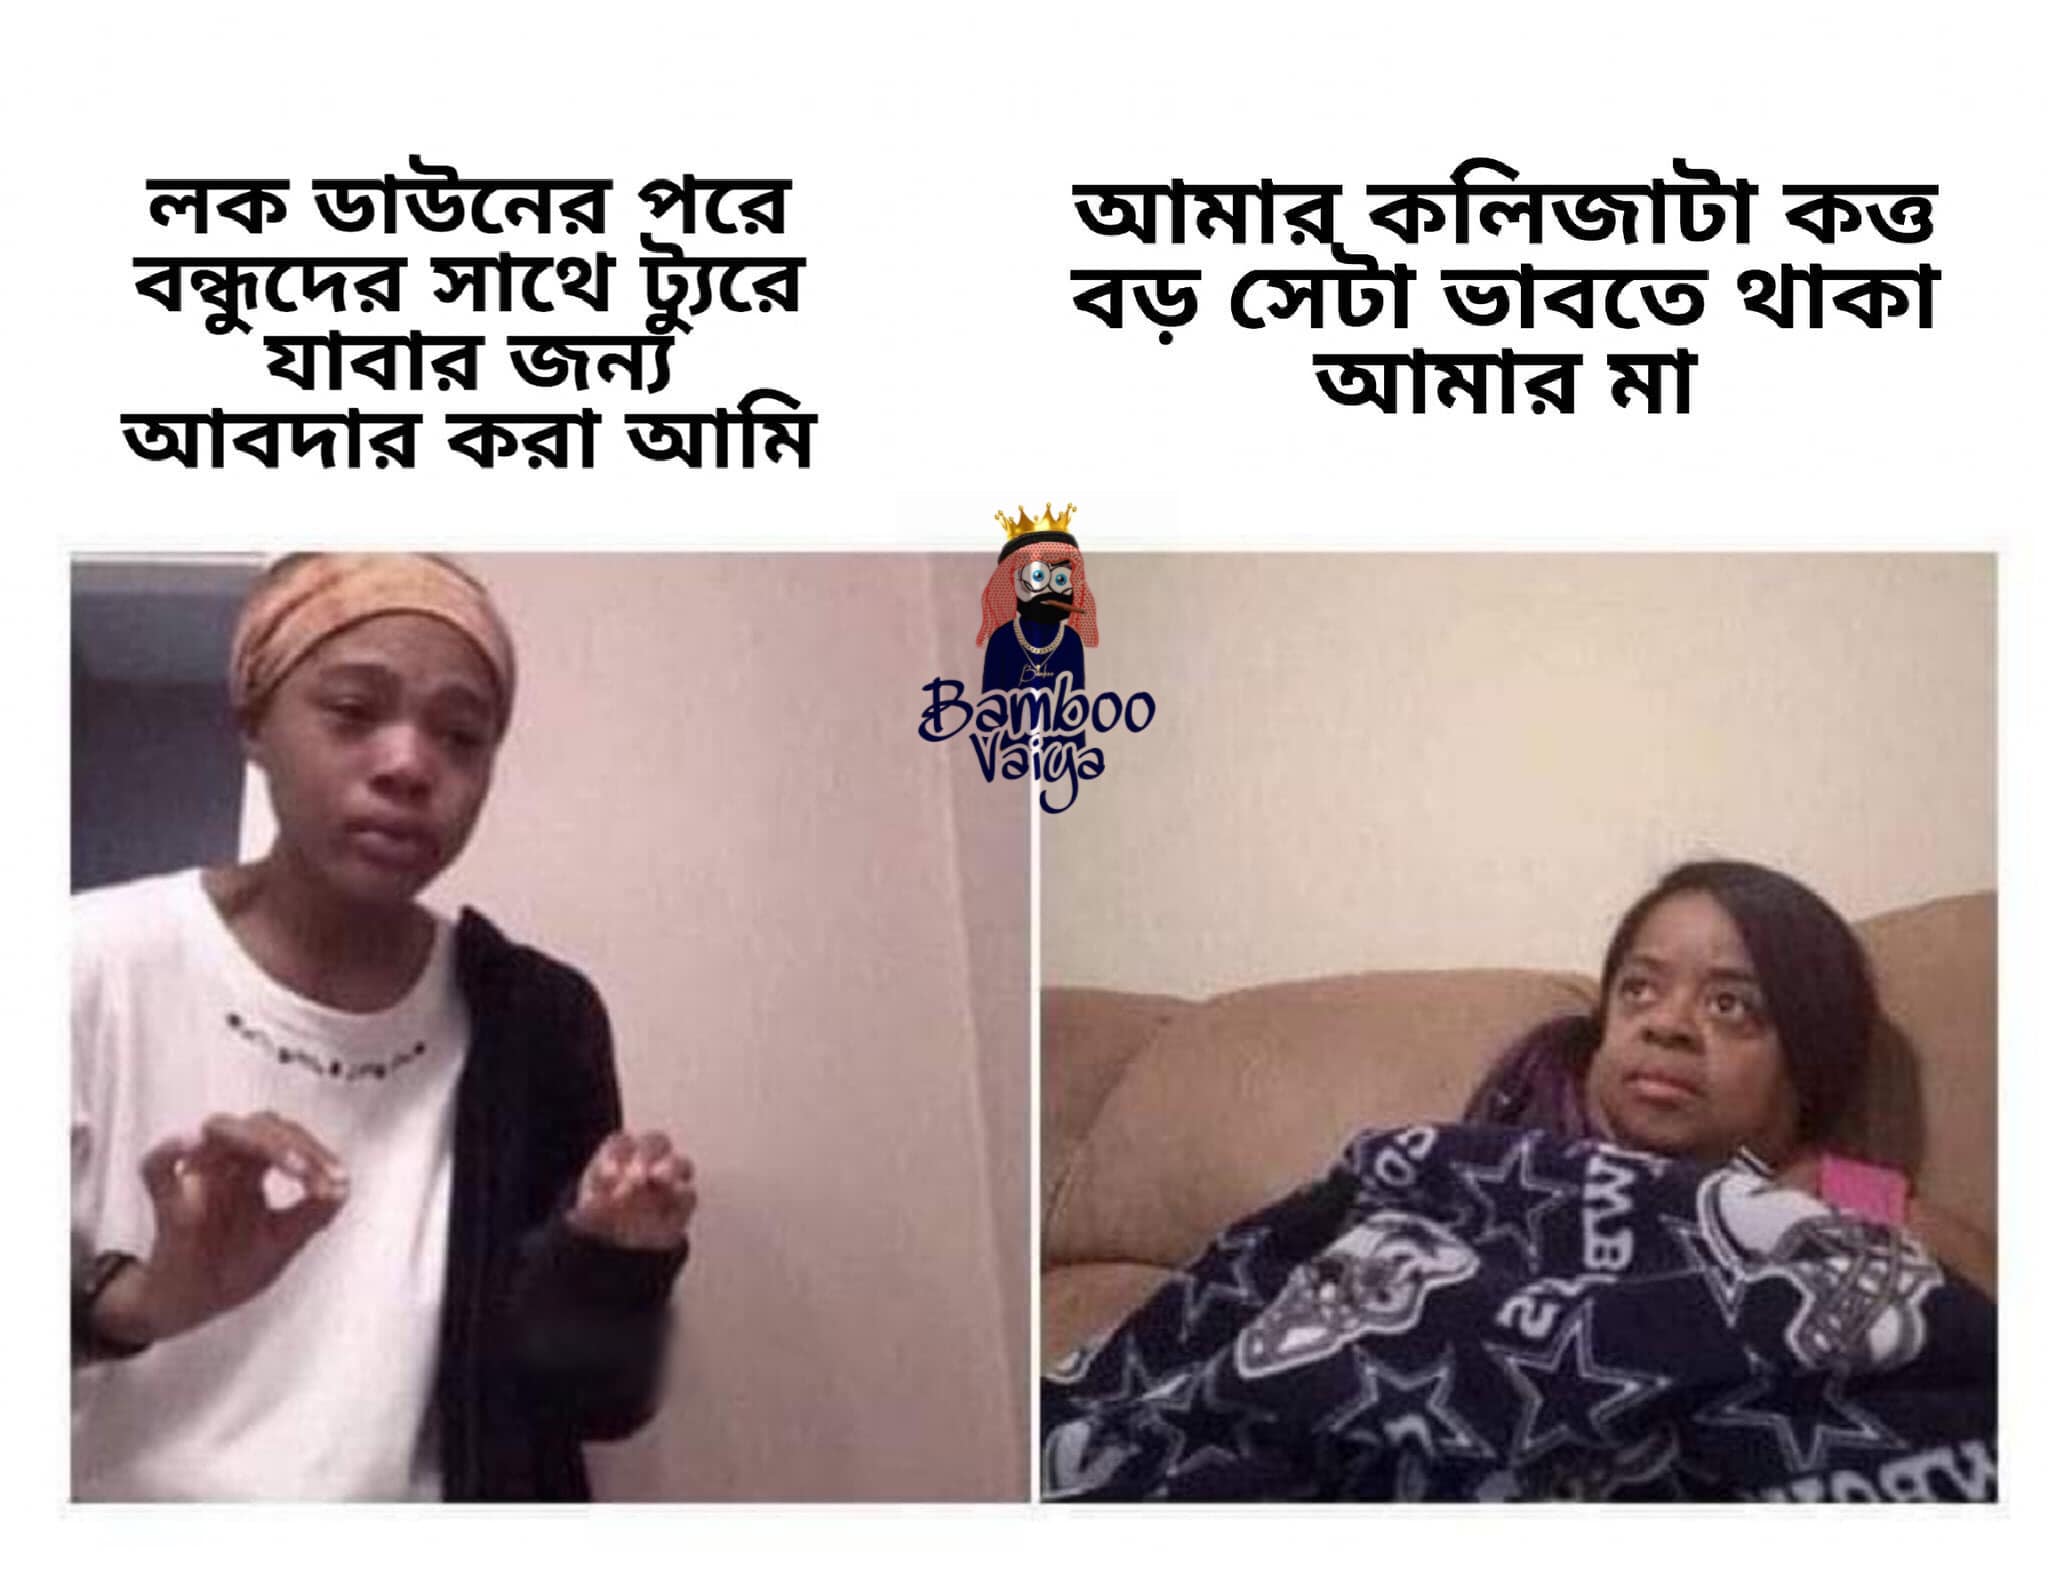 লক ডাউনের পরে
বন্ধুদের সাথে ট্যুরে
যাবার জন্য
আবদার করা আমি
আমার কলিজাটা কত্ত
বড় সেটা ভাবতে থাকা
আমার মা
Bamboo
Vaiya